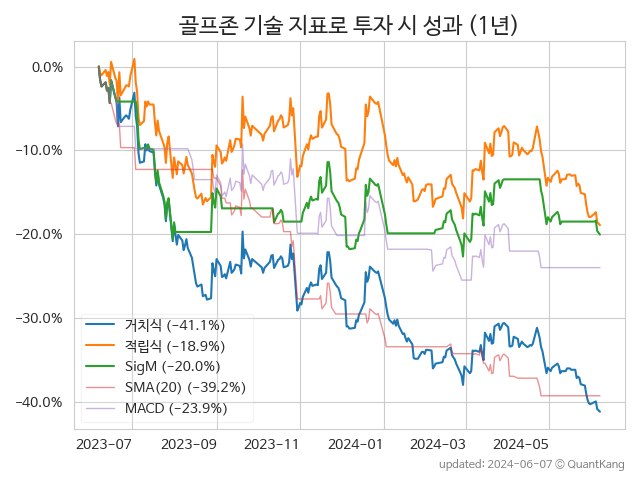 골프존 기술 지표로 투자 시 성과 (1년)
0.0%
−10.0%
−20.0%
−30.0%
−40.0%
거치식 (−41.1%)
적립식 (−18.9%)
SigM (−20.0%)
SMA(20) (−39.2%)
MACD (−23.9%)
2023−07 2023−09 2023−11 2024−01 2024−03 2024−05
updated: 2024−06−07 © QuantKang